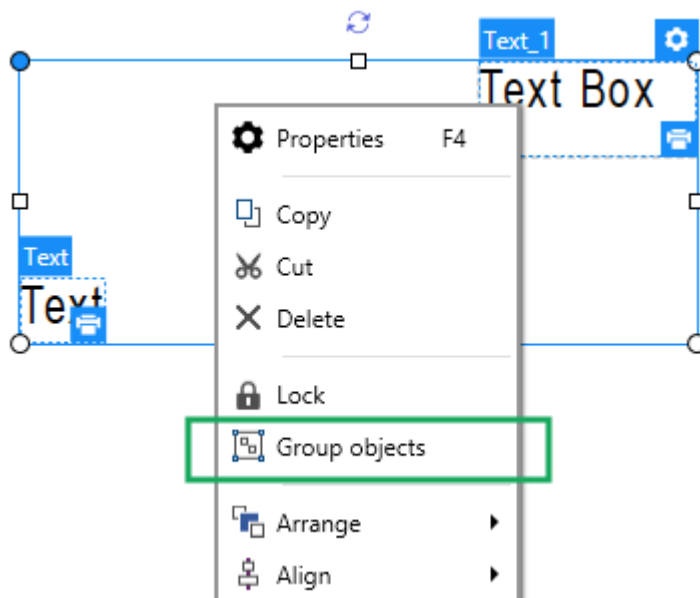 Text_1
Text Box
Properties F4
Copy
Cut
Text
Text
Delete
Lock
Group objects
Arrange
Align